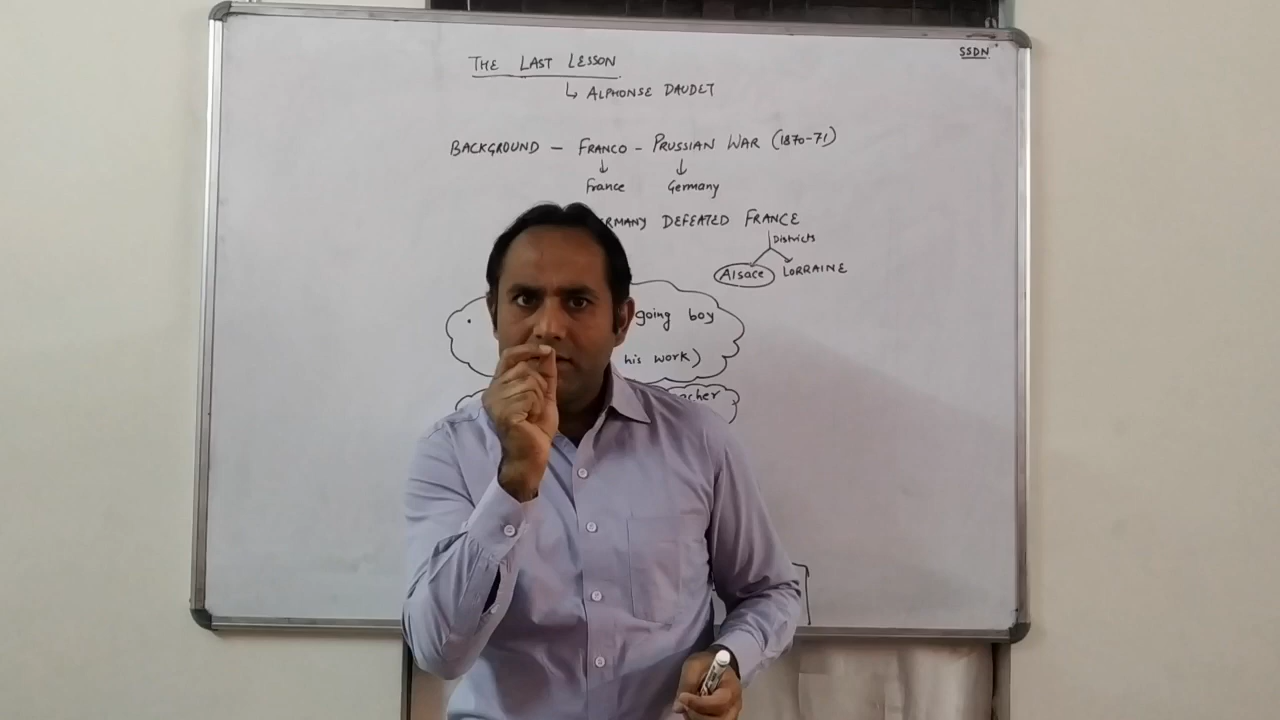 SSDN
THE LAST LESSON
↳ ALPHONSE DAUDET
BACKGROUND – FRANCO – PRUSSIAN WAR (1870-71)
↓ ↓
France Germany
DEFEATED FRANCE
Districts
Alsace LORRAINE
going boy
his work)